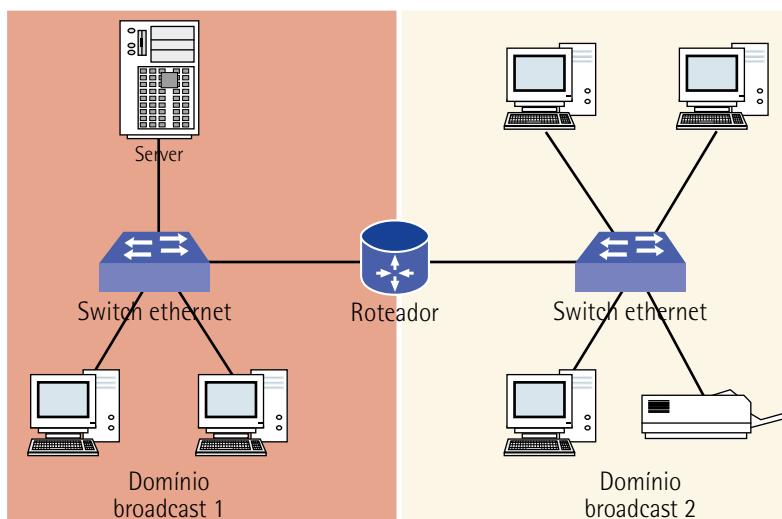 Server
Switch ethernet
Roteador
Switch ethernet
Domínio
broadcast 1
Domínio
broadcast 2